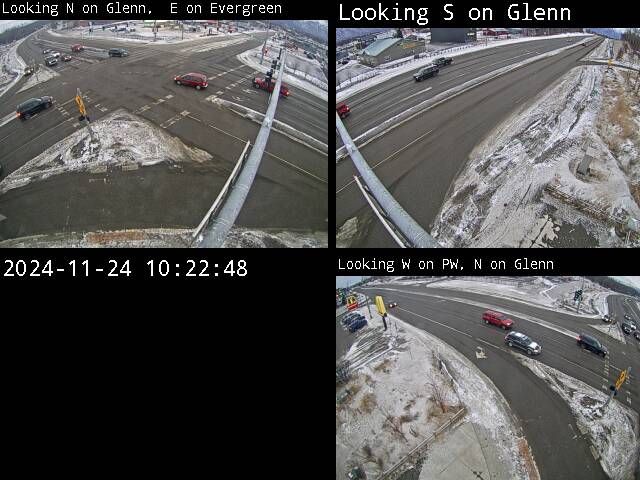 Looking N on Glenn,  E on Evergreen
Looking S on Glenn
2024-11-24 10:22:48
Looking W on PW, N on Glenn